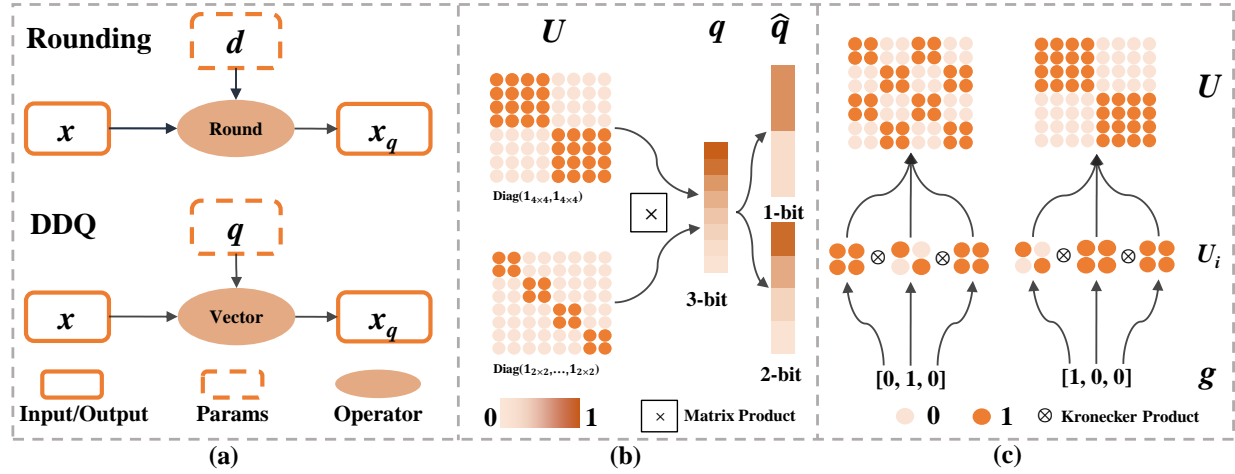 Rounding
d
x
Round
x_q
DDQ
q
x
Vector
x_q
Input/Output
Params
Operator
(a)
U
q
q̂
Diag(1_{4×4},1_{4×4})
×
1-bit
3-bit
Diag(1_{2×2},…,1_{2×2})
2-bit
0
1
×
Matrix Product
(b)
U
⊗
⊗
⊗
⊗
U_i
[0, 1, 0]
[1, 0, 0]
g
0
1
⊗ Kronecker Product
(c)